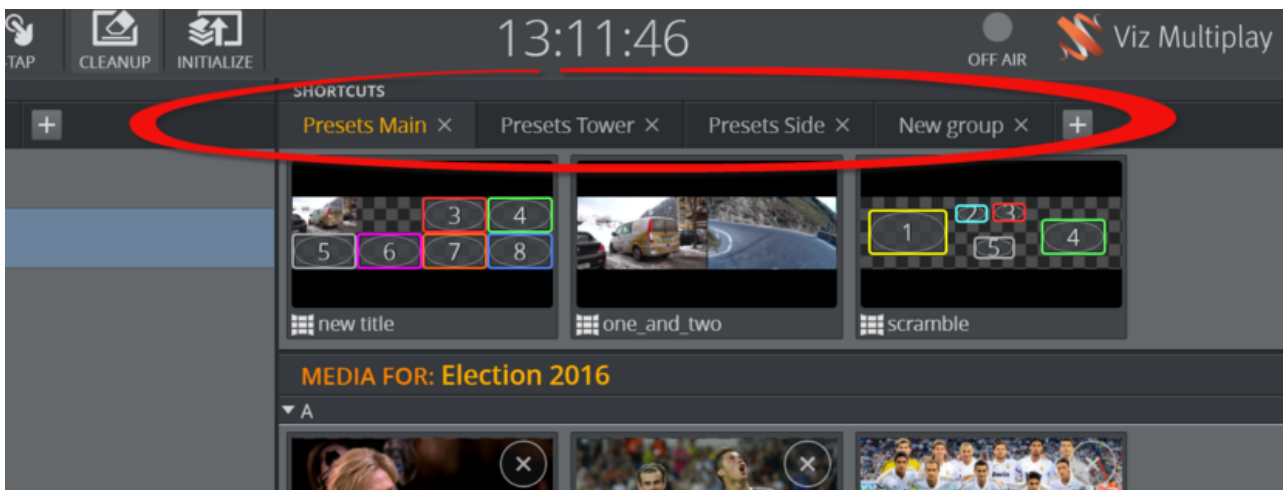 TAP CLEANUP INITIALIZE 13:11:46 OFF AIR Viz Multiplay
SHORTCUTS
+ Presets Main × Presets Tower × Presets Side × New group × +
3 4
5 6 7 8
1 2 3 5 4
new title one_and_two scramble
MEDIA FOR: Election 2016
A